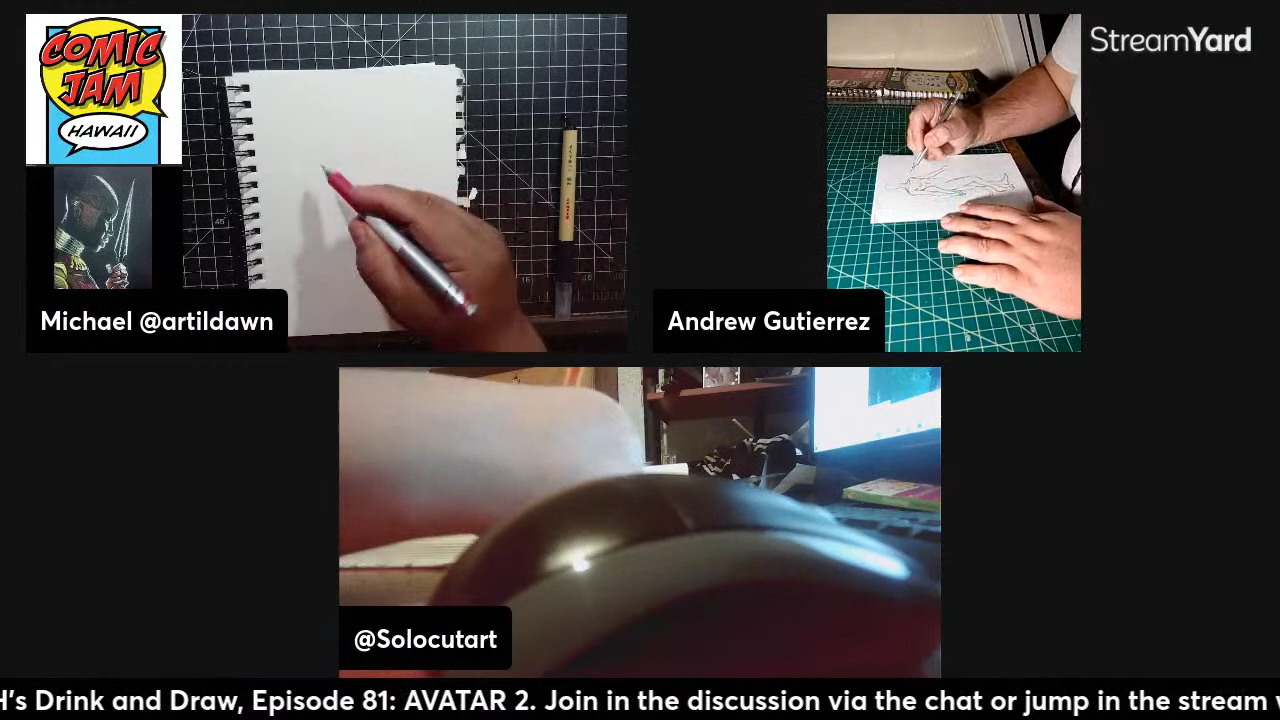 COMIC
JAM
HAWAII
StreamYard
Michael @artildawn
Andrew Gutierrez
@Solocutart
H's Drink and Draw, Episode 81: AVATAR 2. Join in the discussion via the chat or jump in the stream